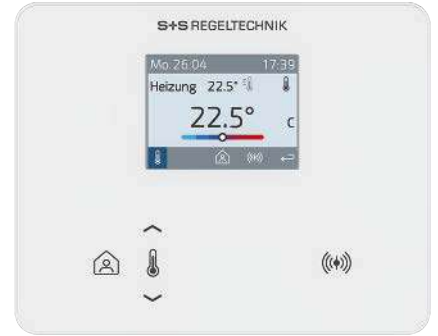 S+S REGELTECHNIK
Mo.26.04 17:39
Heizung 22.5°
22.5°
C